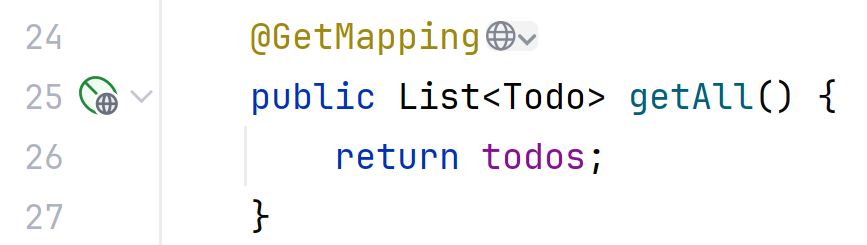 24 @GetMapping
25 public List<Todo> getAll() {
26 return todos;
27 }